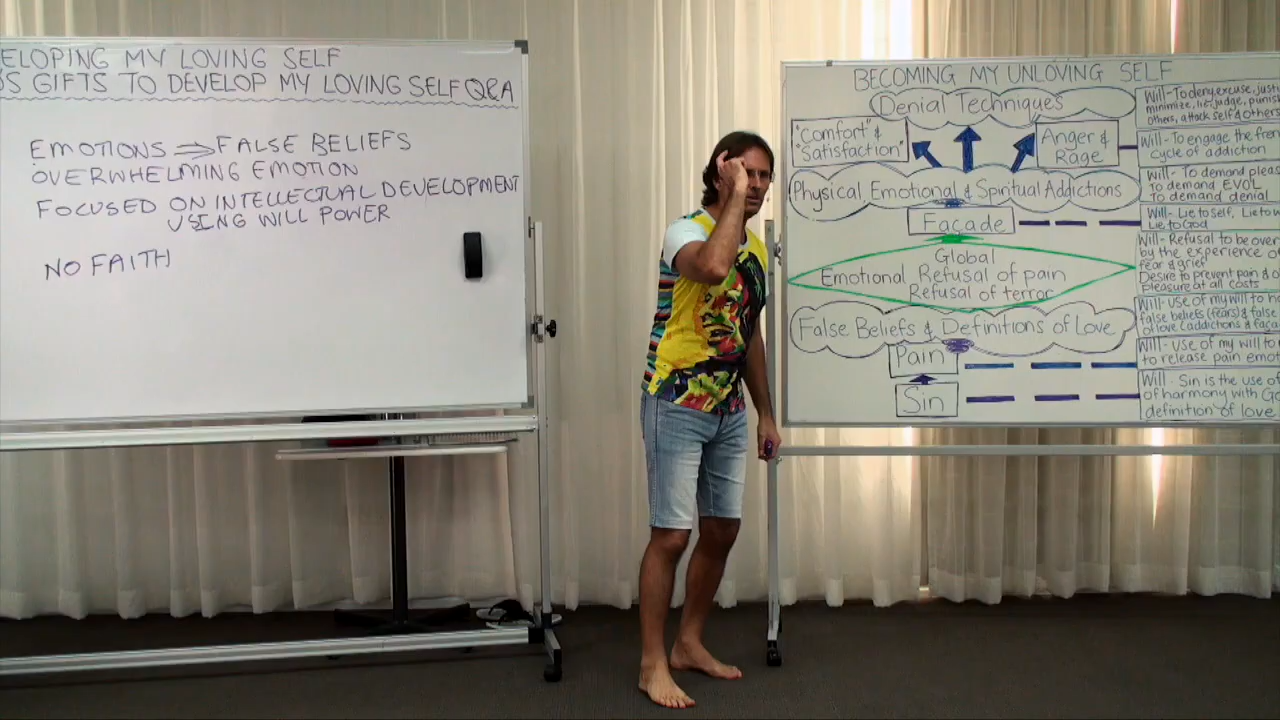 ELOPING MY LOVING SELF
'S GIFTS TO DEVELOP MY LOVING SELF Q&A
EMOTIONS ⇒ FALSE BELIEFS
OVERWHELMING EMOTION
FOCUSED ON INTELLECTUAL DEVELOPMENT
USING WILL POWER
NO FAITH
BECOMING MY UNLOVING SELF
Denial Techniques
"Comfort" &
"Satisfaction"
Anger &
Rage
Physical, Emotional & Spiritual Addictions
Façade
Global
Emotional Refusal of pain
Refusal of terror
False Beliefs & Definitions of Love
Pain
Sin
Will - To deny, excuse, just
minimize, lie, judge, punish
others, attack self & others
Will - To engage the fren
cycle of addiction
Will - To demand pleas
To demand EVOL
To demand denial
Will - Lie to self, Lie to
Lie to God
Will - Refusal to be over
by the experience of
fear & grief
Desire to prevent pain &
pleasure at all costs
Will - use of my will to h
false beliefs (fears) & false
of love (addictions & faca
Will - use of my will to
to release pain emot
Will - Sin is the use of
of harmony with Go
definition of love